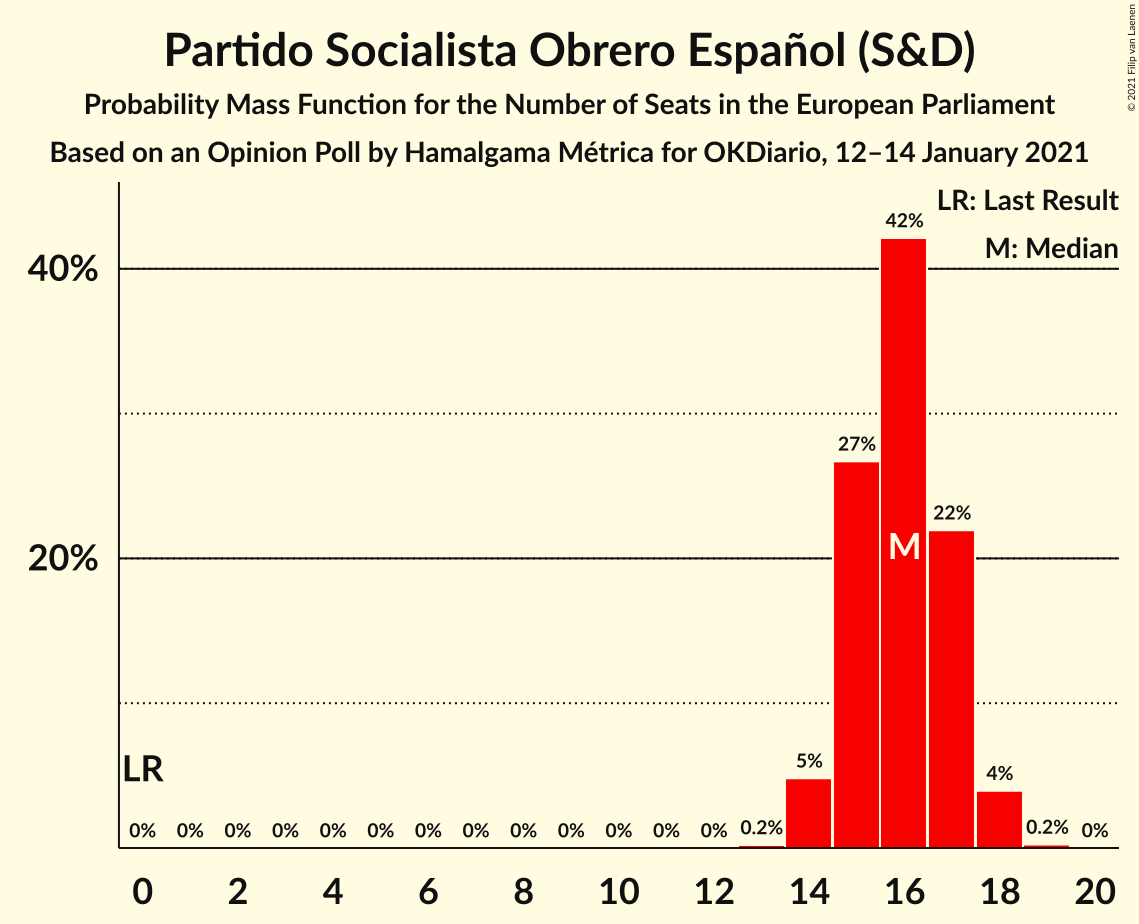 Partido Socialista Obrero Español (S&D)
Probability Mass Function for the Number of Seats in the European Parliament
Based on an Opinion Poll by Hamalgama Métrica for OKDiario, 12–14 January 2021
© 2021 Filip van Laenen
LR: Last Result
M: Median
42%
40%
27%
22%
M
20%
LR
5%
4%
0% 0% 0% 0% 0% 0% 0% 0% 0% 0% 0% 0% 0% 0.2% 0.2% 0%
0 2 4 6 8 10 12 14 16 18 20